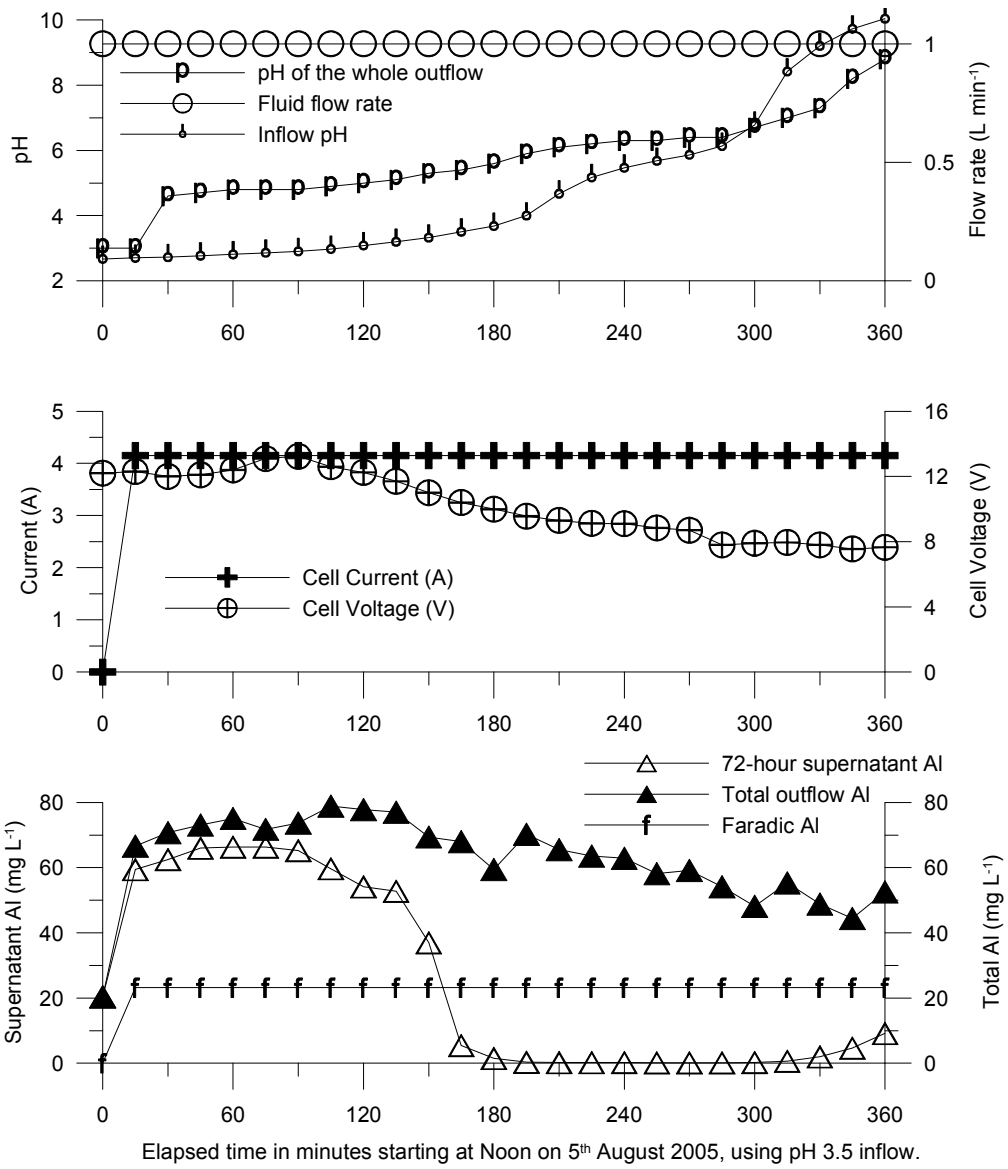 10
8
6
4
2
pH
p pH of the whole outflow
Fluid flow rate
Inflow pH
1
0.5
0
Flow rate (L min-1)
0 60 120 180 240 300 360
5
4
3
2
1
0
Current (A)
Cell Current (A)
Cell Voltage (V)
16
12
8
4
0
Cell Voltage (V)
0 60 120 180 240 300 360
72-hour supernatant Al
Total outflow Al
f Faradic Al
80
60
40
20
0
Supernatant Al (mg L-1)
80
60
40
20
0
Total Al (mg L-1)
0 60 120 180 240 300 360
Elapsed time in minutes starting at Noon on 5th August 2005, using pH 3.5 inflow.